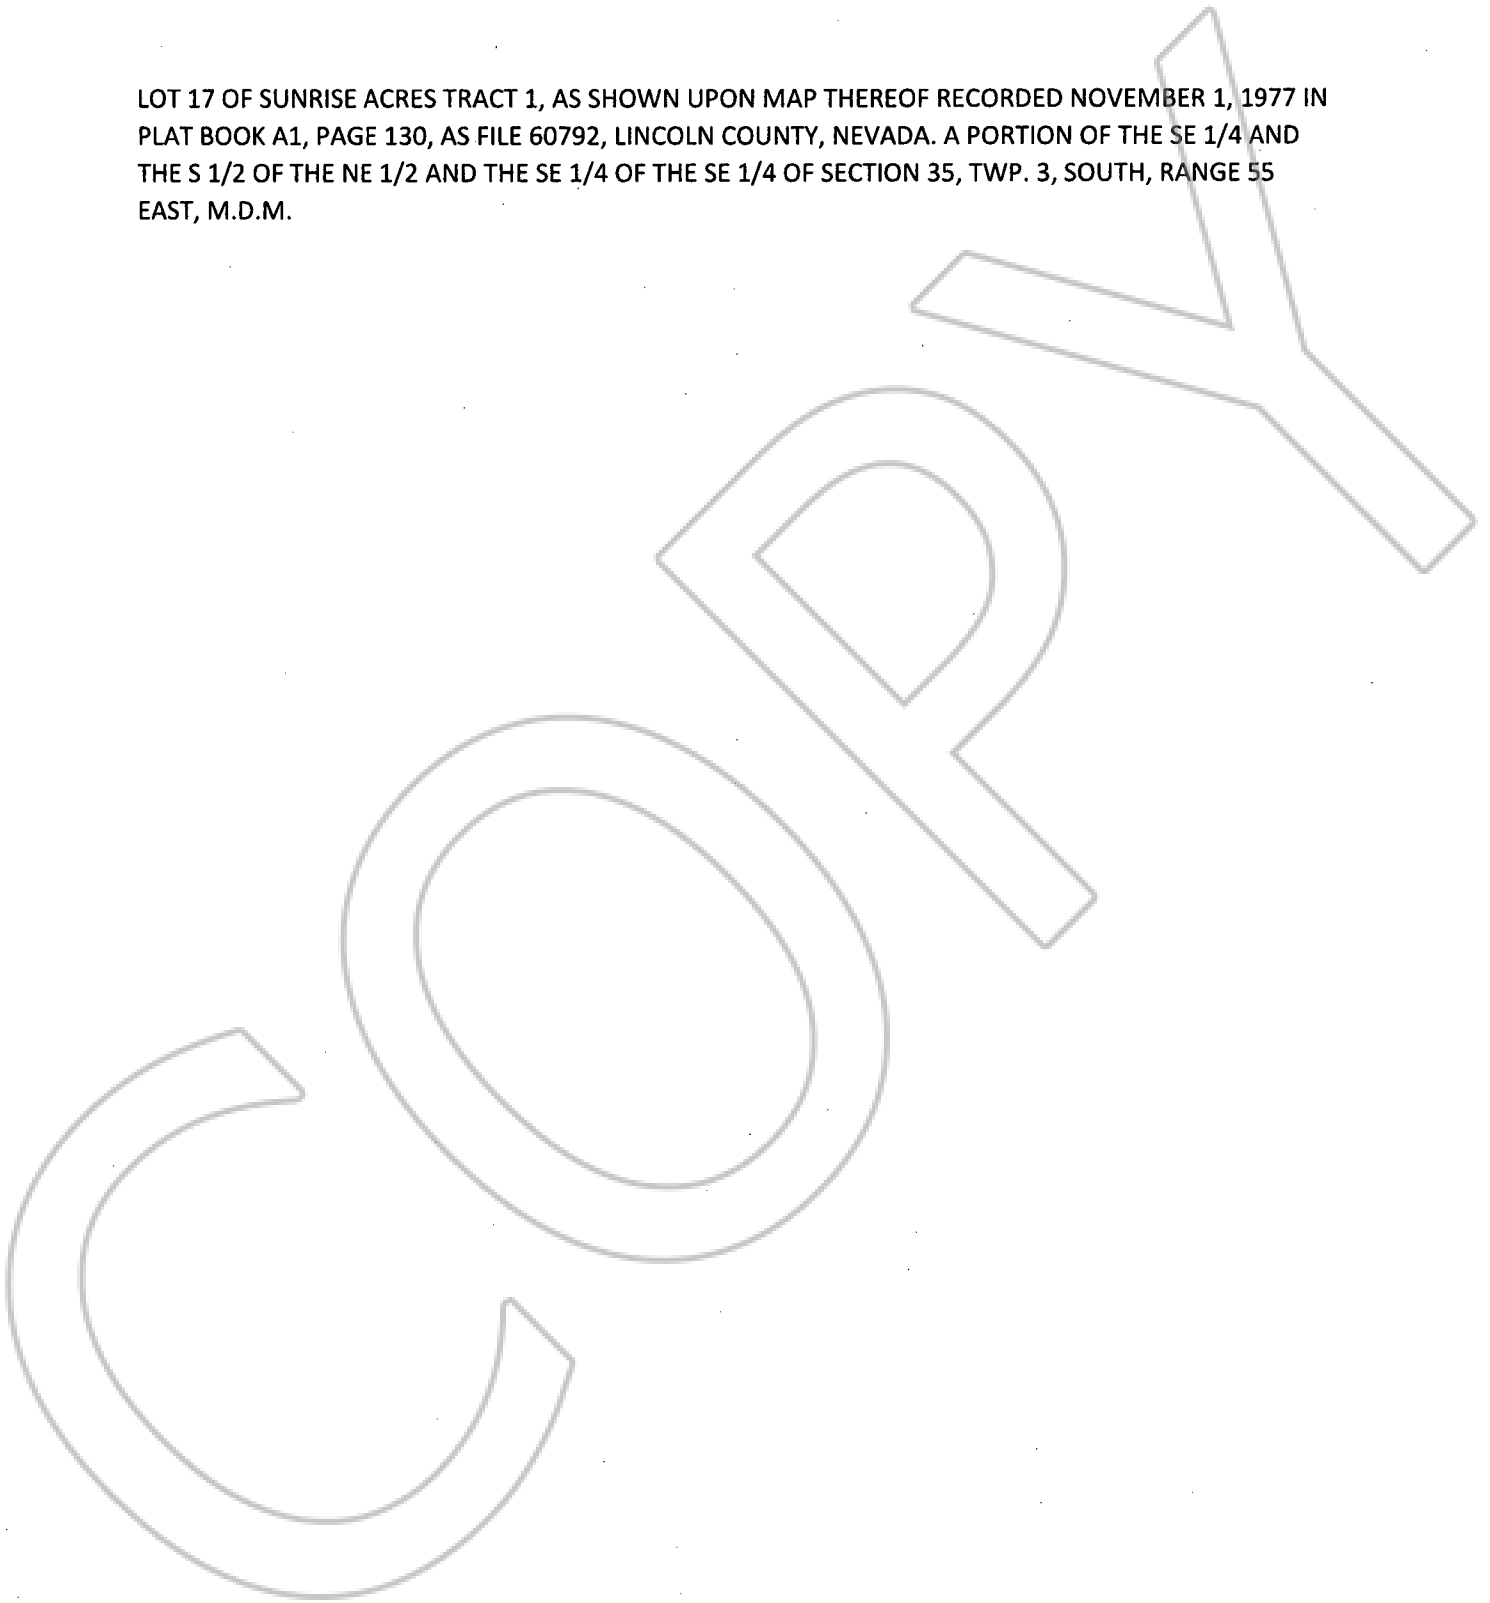 LOT 17 OF SUNRISE ACRES TRACT 1, AS SHOWN UPON MAP THEREOF RECORDED NOVEMBER 1, 1977 IN
PLAT BOOK A1, PAGE 130, AS FILE 60792, LINCOLN COUNTY, NEVADA. A PORTION OF THE SE 1/4 AND
THE S 1/2 OF THE NE 1/2 AND THE SE 1/4 OF THE SE 1/4 OF SECTION 35, TWP. 3, SOUTH, RANGE 55
EAST, M.D.M.
COPY